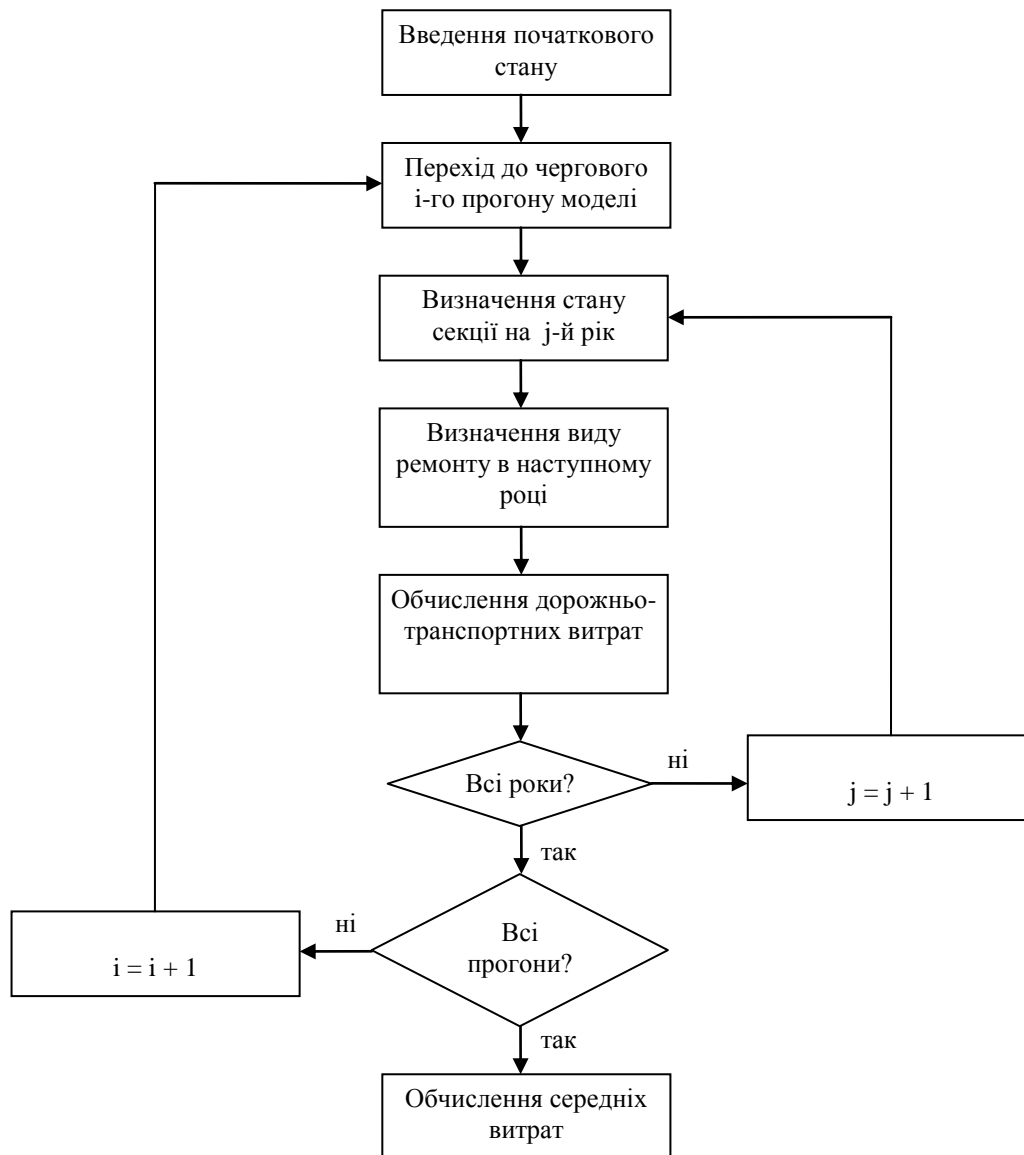 Введення початкового
стану
Перехід до чергового
і-го прогону моделі
Визначення стану
секції на j-й рік
Визначення виду
ремонту в наступному
році
Обчислення дорожньо-
транспортних витрат
Всі роки?
ні
j = j + 1
так
Всі
прогони?
ні
i = i + 1
так
Обчислення середніх
витрат